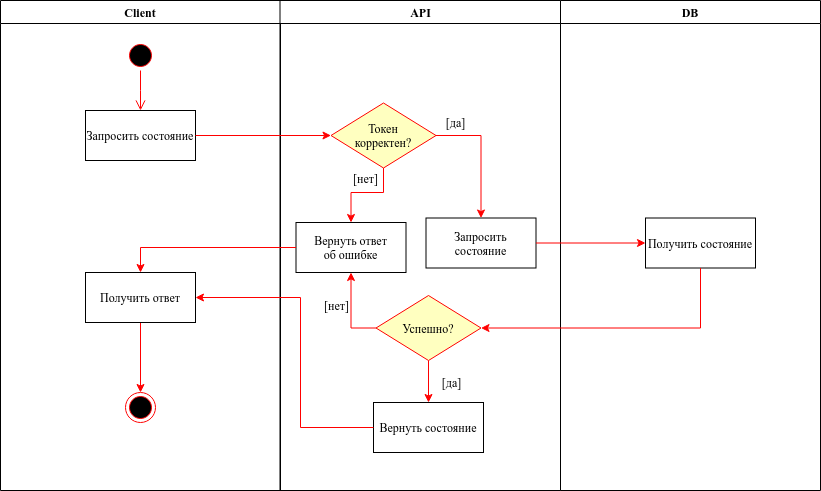 Client
API
DB
Запросить состояние
Токен
корректен?
[да]
[нет]
Вернуть ответ
об ошибке
Запросить
состояние
Получить состояние
Получить ответ
[нет]
Успешно?
[да]
Вернуть состояние